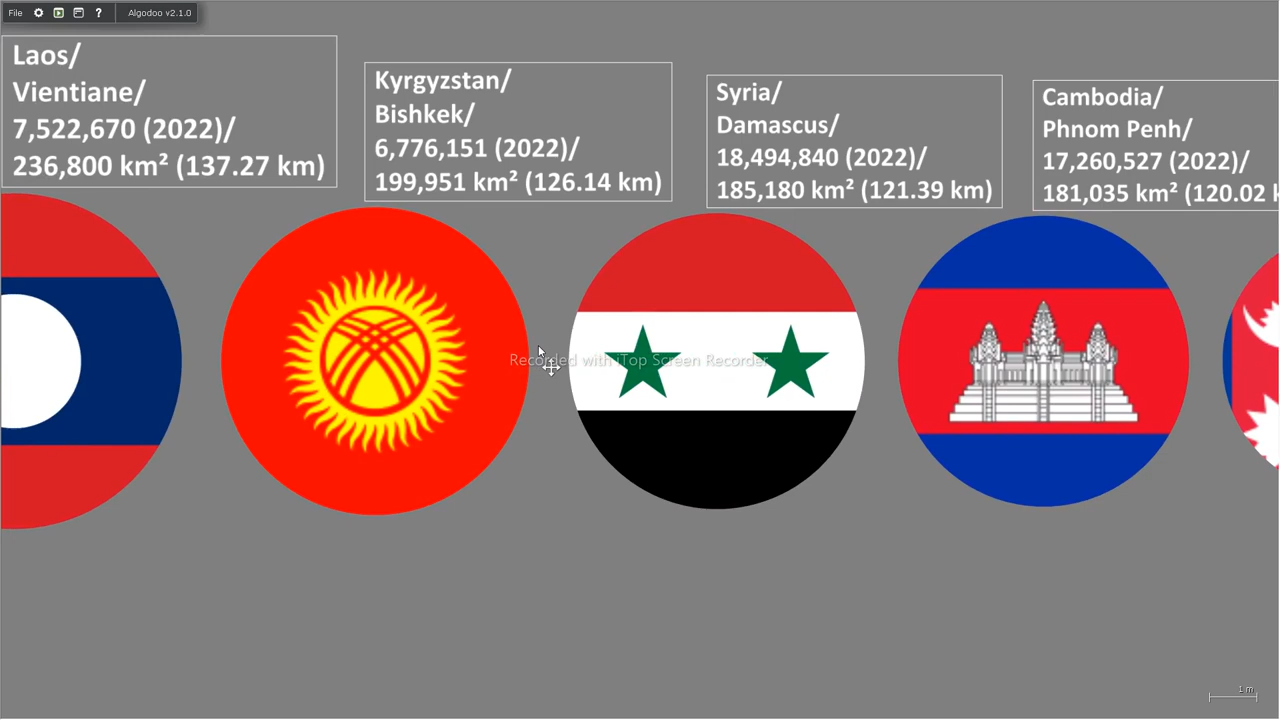 File
?
Algodoo v2.1.0
Laos/
Vientiane/
7,522,670 (2022)/
236,800 km² (137.27 km)
Kyrgyzstan/
Bishkek/
6,776,151 (2022)/
199,951 km² (126.14 km)
Syria/
Damascus/
18,494,840 (2022)/
185,180 km² (121.39 km)
Cambodia/
Phnom Penh/
17,260,527 (2022)/
181,035 km² (120.02 k
Recorded with iTop Screen Recorder
1 m